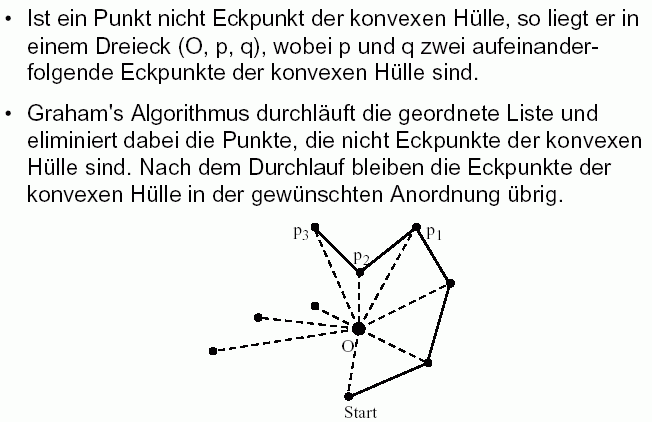 • Ist ein Punkt nicht Eckpunkt der konvexen Hülle, so liegt er in
einem Dreieck (O, p, q), wobei p und q zwei aufeinander-
folgende Eckpunkte der konvexen Hülle sind.
• Graham's Algorithmus durchläuft die geordnete Liste und
eliminiert dabei die Punkte, die nicht Eckpunkte der konvexen
Hülle sind. Nach dem Durchlauf bleiben die Eckpunkte der
konvexen Hülle in der gewünschten Anordnung übrig.
p3 p1
p2
O
Start